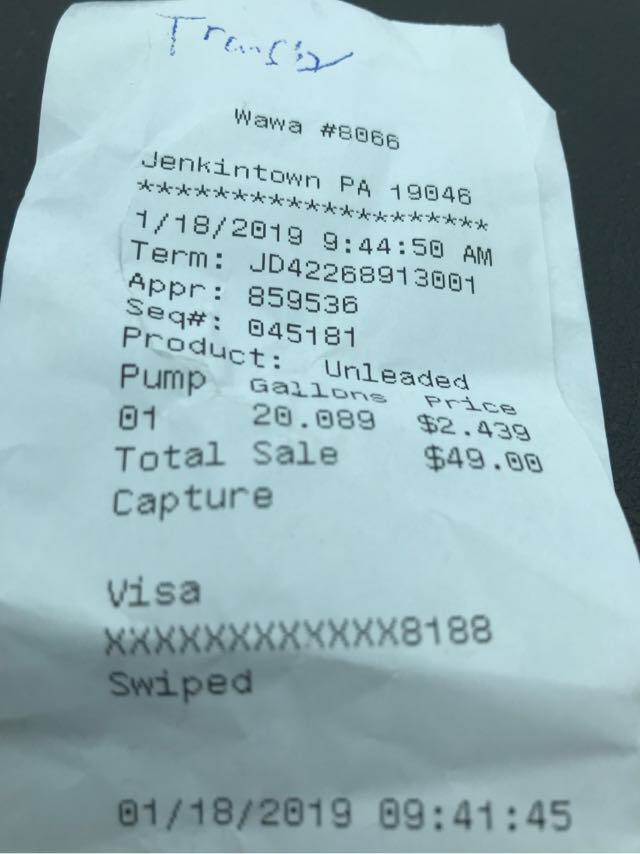 Wawa #8066
Jenkintown PA 19046
*******************
1/18/2019 9:44:50 AM
Term: JD42268913001
Appr: 859536
Seq#: 045181
Product: Unleaded
Pump Gallons Price
01 20.089 $2.439
Total Sale $49.00
Capture
Visa
XXXXXXXXXXXX8188
Swiped
01/18/2019 09:41:45